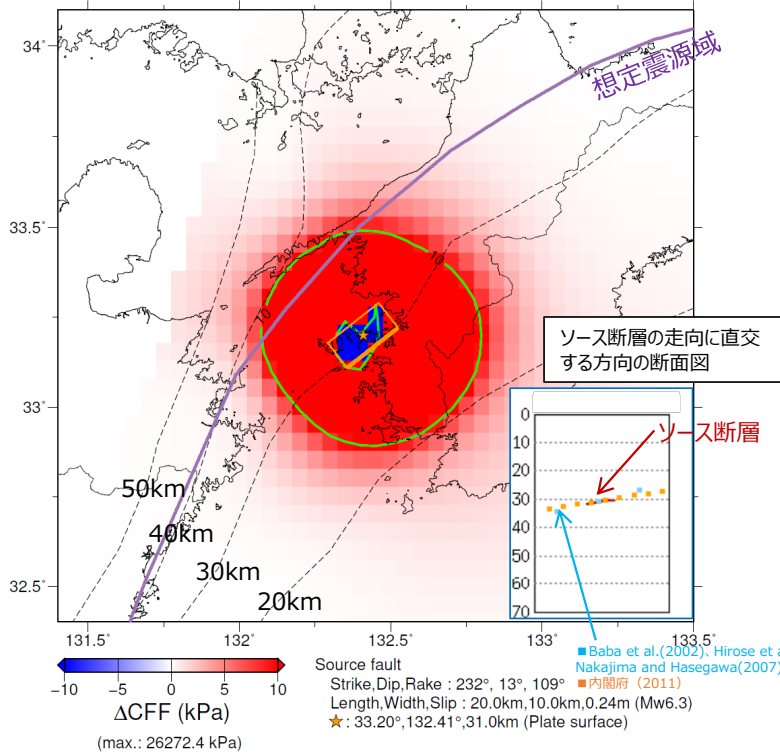 34°
33.5°
33°
32.5°
131.5°
132°
132.5°
133°
133.5°
想定震源域
10
10
50km
40km
30km
20km
ソース断層の走向に直交
する方向の断面図
0
10
20
30
40
50
60
70
ソース断層
■Baba et al.(2002)、Hirose et a
Nakajima and Hasegawa(2007)
■内閣府（2011）
−10 −5 0 5 10
ΔCFF (kPa)
(max.: 26272.4 kPa)
Source fault
Strike,Dip,Rake : 232°, 13°, 109°
Length,Width,Slip : 20.0km,10.0km,0.24m (Mw6.3)
★: 33.20°,132.41°,31.0km (Plate surface)